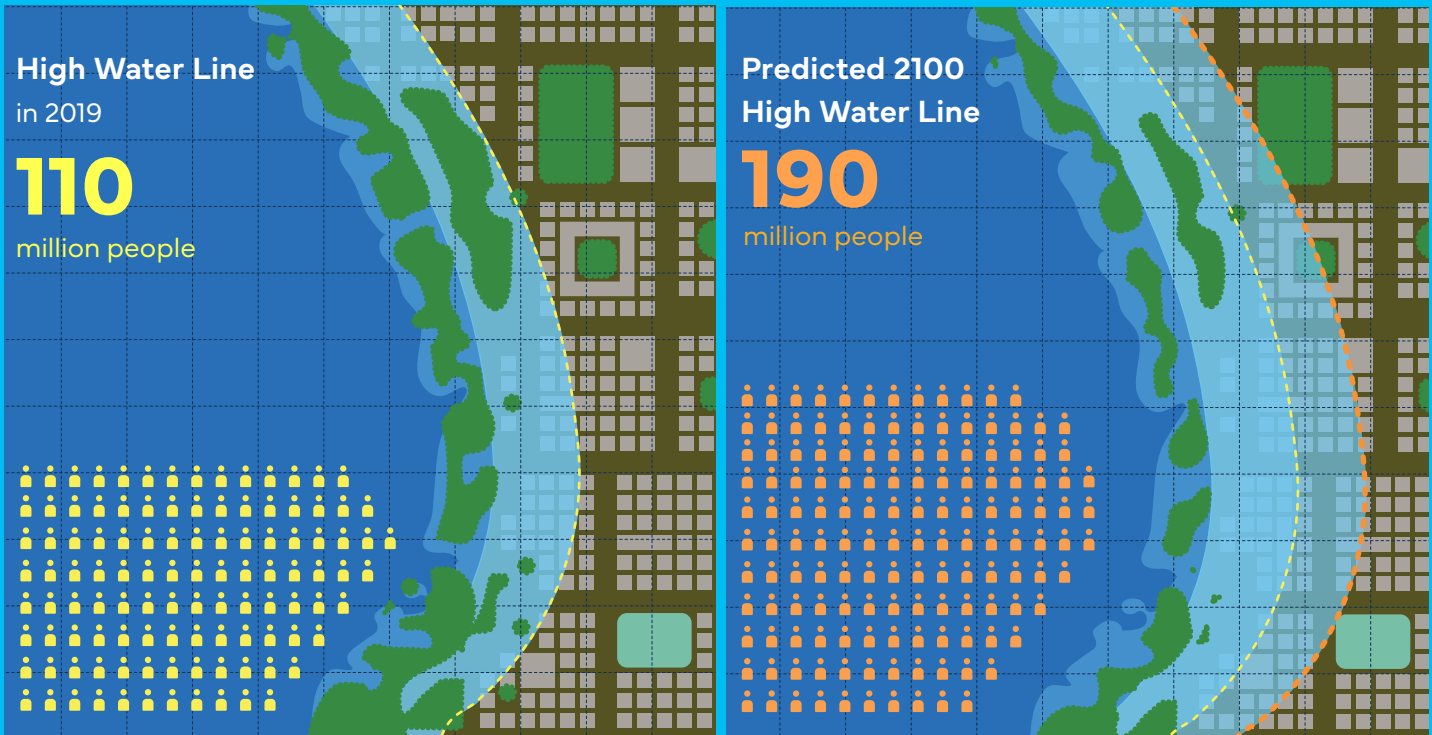 High Water Line
in 2019
110
million people
Predicted 2100
High Water Line
190
million people